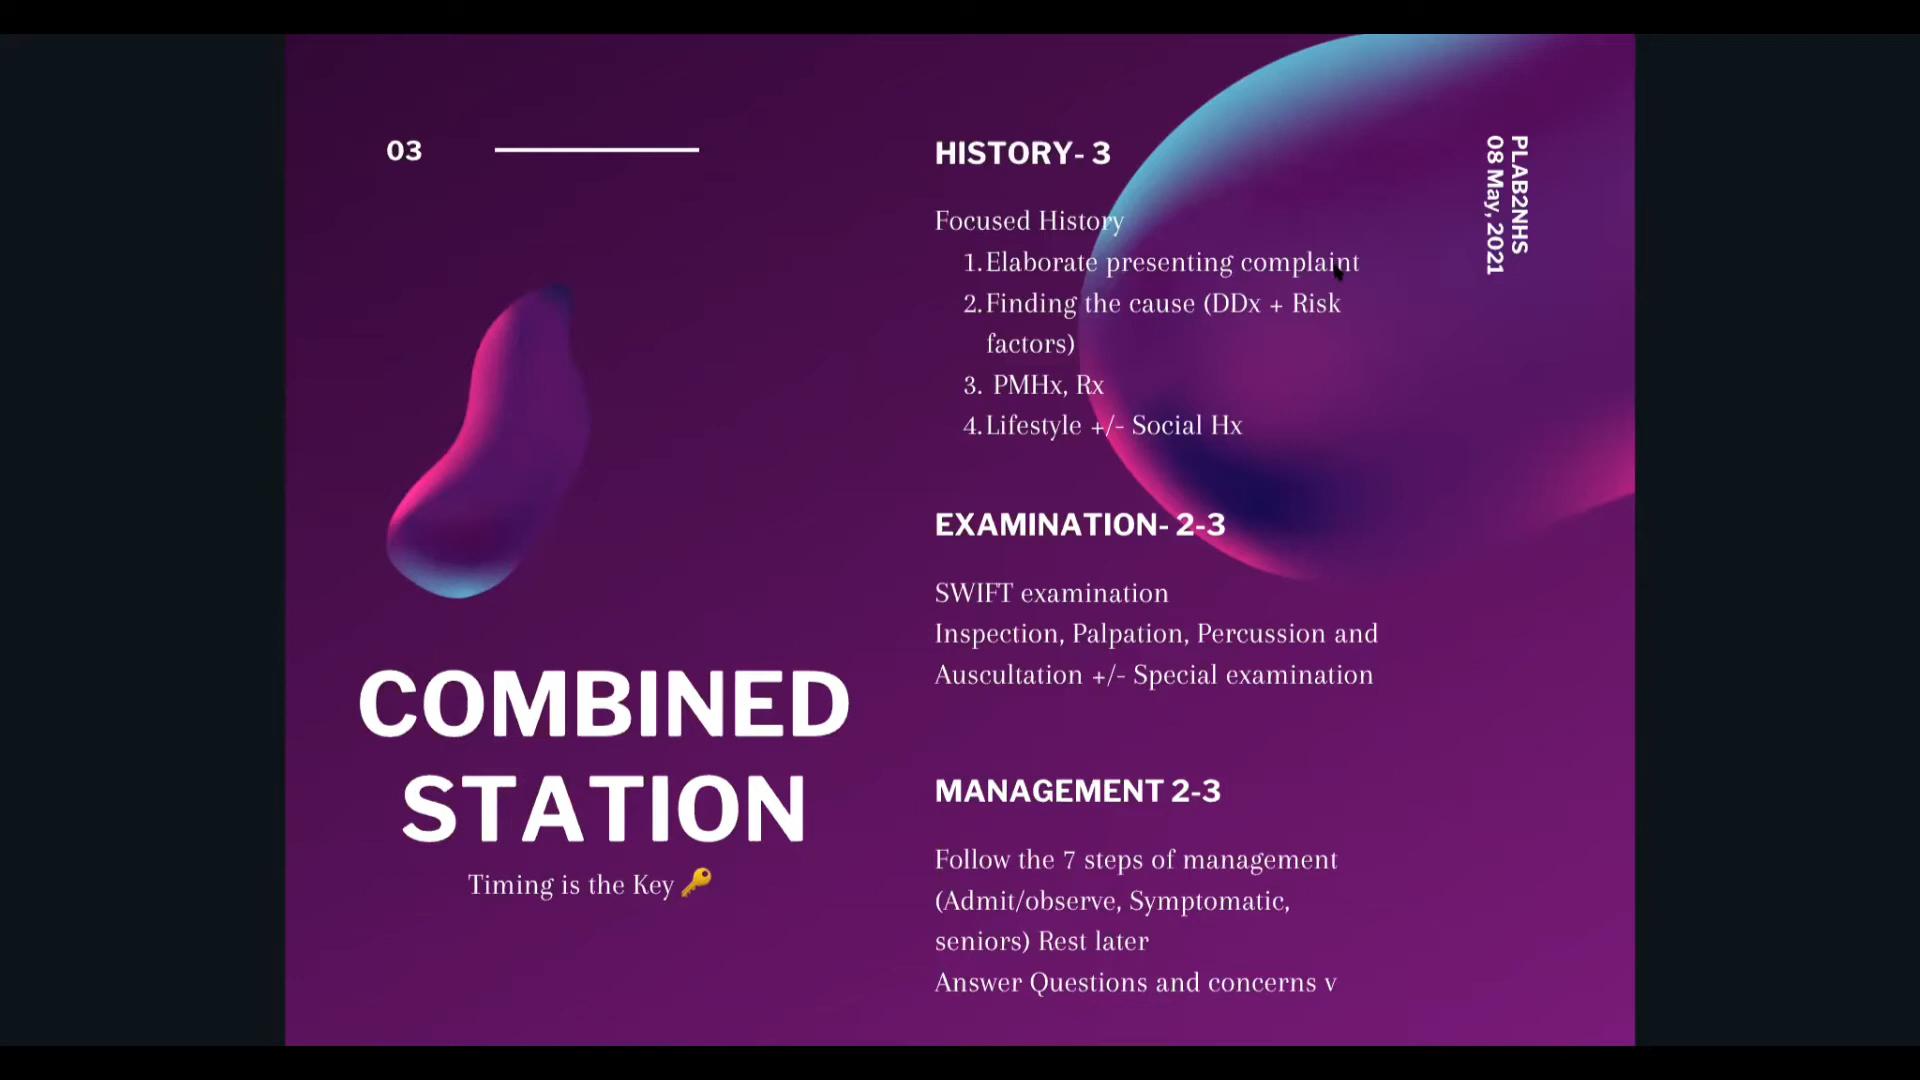 03
COMBINED
STATION
Timing is the Key 🔑
HISTORY- 3
Focused History
1. Elaborate presenting complaint
2. Finding the cause (DDx + Risk
factors)
3. PMHx, Rx
4. Lifestyle +/- Social Hx
EXAMINATION- 2-3
SWIFT examination
Inspection, Palpation, Percussion and
Auscultation +/- Special examination
MANAGEMENT 2-3
Follow the 7 steps of management
(Admit/observe, Symptomatic,
seniors) Rest later
Answer Questions and concerns v
PLAB2NHS
08 May, 2021